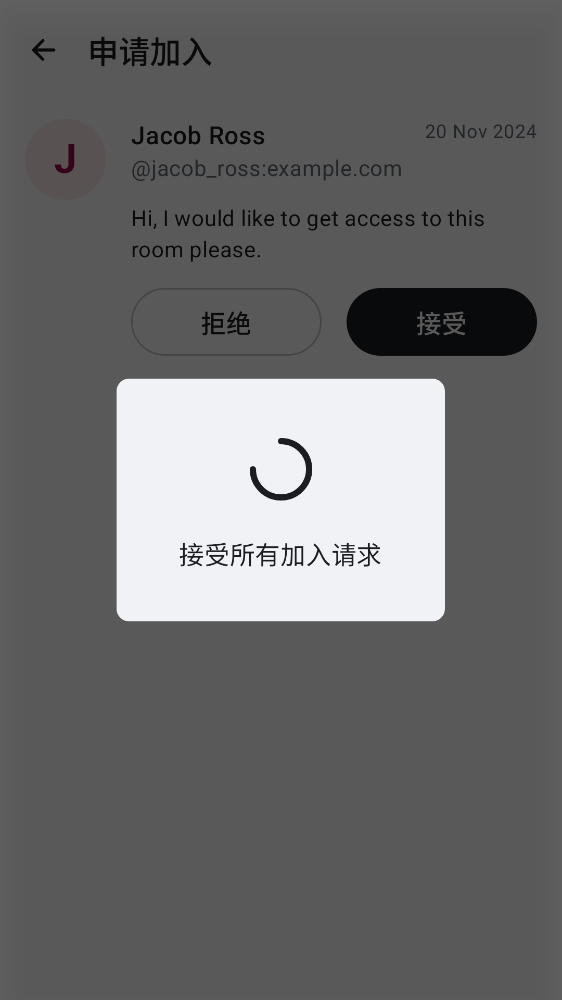 申请加入
J
Jacob Ross
20 Nov 2024
@jacob_ross:example.com
Hi, I would like to get access to this
room please.
拒绝
接受
接受所有加入请求